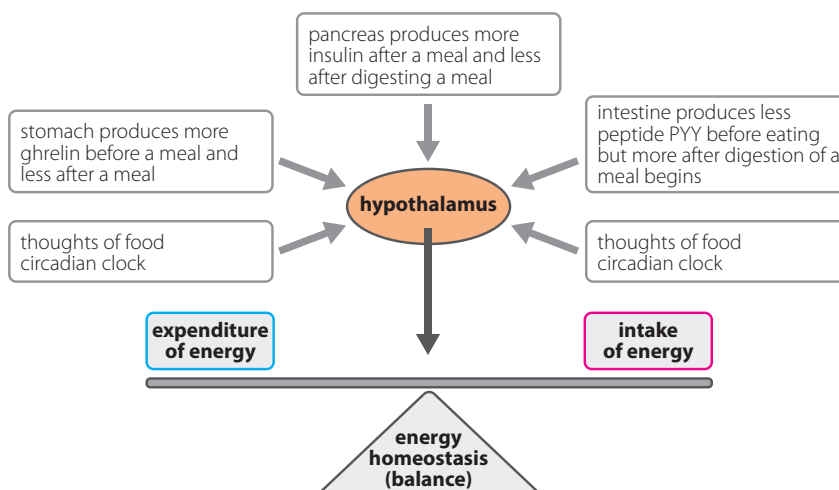 pancreas produces more
insulin after a meal and less
after digesting a meal
stomach produces more
ghrelin before a meal and
less after a meal
intestine produces less
peptide PYY before eating
but more after digestion of a
meal begins
hypothalamus
thoughts of food
circadian clock
thoughts of food
circadian clock
expenditure
of energy
intake
of energy
energy
homeostasis
(balance)